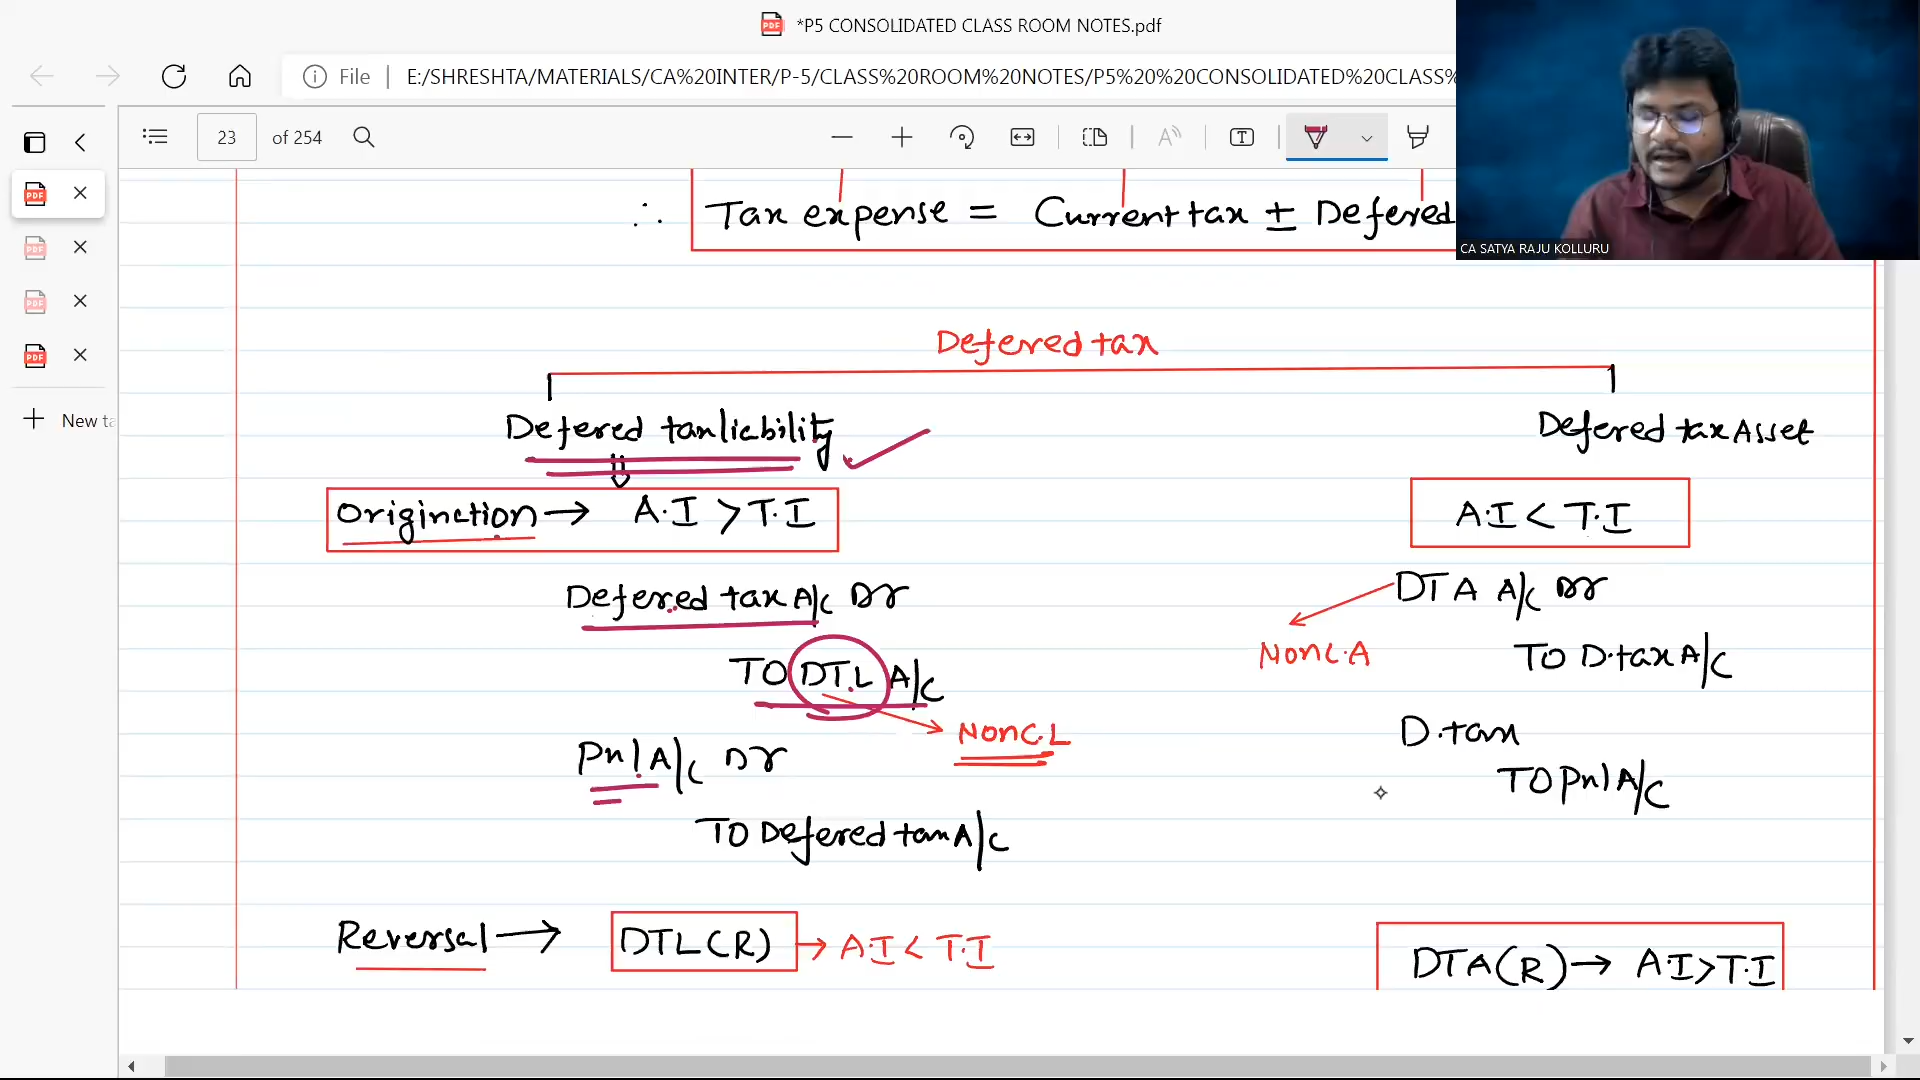 *P5 CONSOLIDATED CLASS ROOM NOTES.pdf
File | E:/SHRESHTA/MATERIALS/CA%20INTER/P-5/CLASS%20ROOM%20NOTES/P5%20%20CONSOLIDATED%20CLASS%
23 of 254
CA SATYA RAJU KOLLURU
New ta
∴ Tax expense = Current tax ± Defered
Defered tax
Defered tax liability
Defered tax Asset
Origination → A.I > T.I
A.I < T.I
Defered tax A/c Dr
TO DTL A/c
NON C.L
Pnl A/c Dr
TO Defered tax A/c
DTA A/c Dr
Non C.A
TO D.tax A/c
D.tax
TO Pnl A/c
Reversal → DTL(R) → A.I < T.I
DTA(R) → A.I > T.I